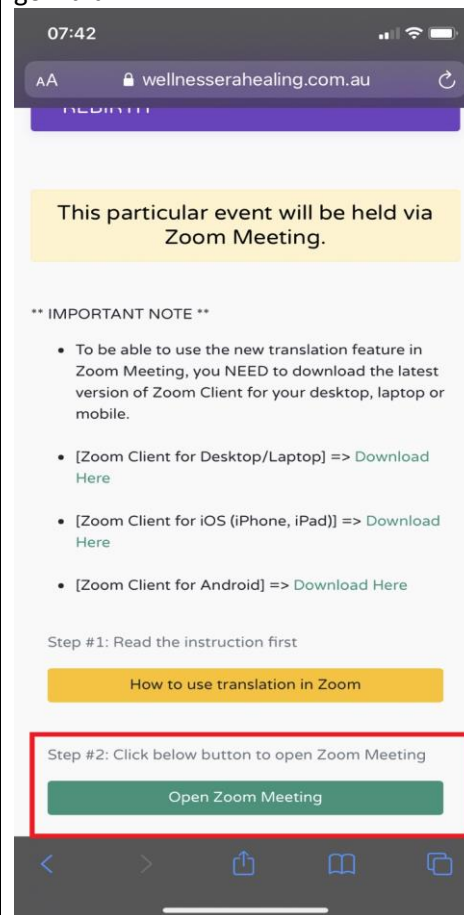 07:42
AA wellnesserahealing.com.au
REBIRTH
This particular event will be held via
Zoom Meeting.
** IMPORTANT NOTE **
• To be able to use the new translation feature in
Zoom Meeting, you NEED to download the latest
version of Zoom Client for your desktop, laptop or
mobile.
• [Zoom Client for Desktop/Laptop] => Download
Here
• [Zoom Client for iOS (iPhone, iPad)] => Download
Here
• [Zoom Client for Android] => Download Here
Step #1: Read the instruction first
How to use translation in Zoom
Step #2: Click below button to open Zoom Meeting
Open Zoom Meeting